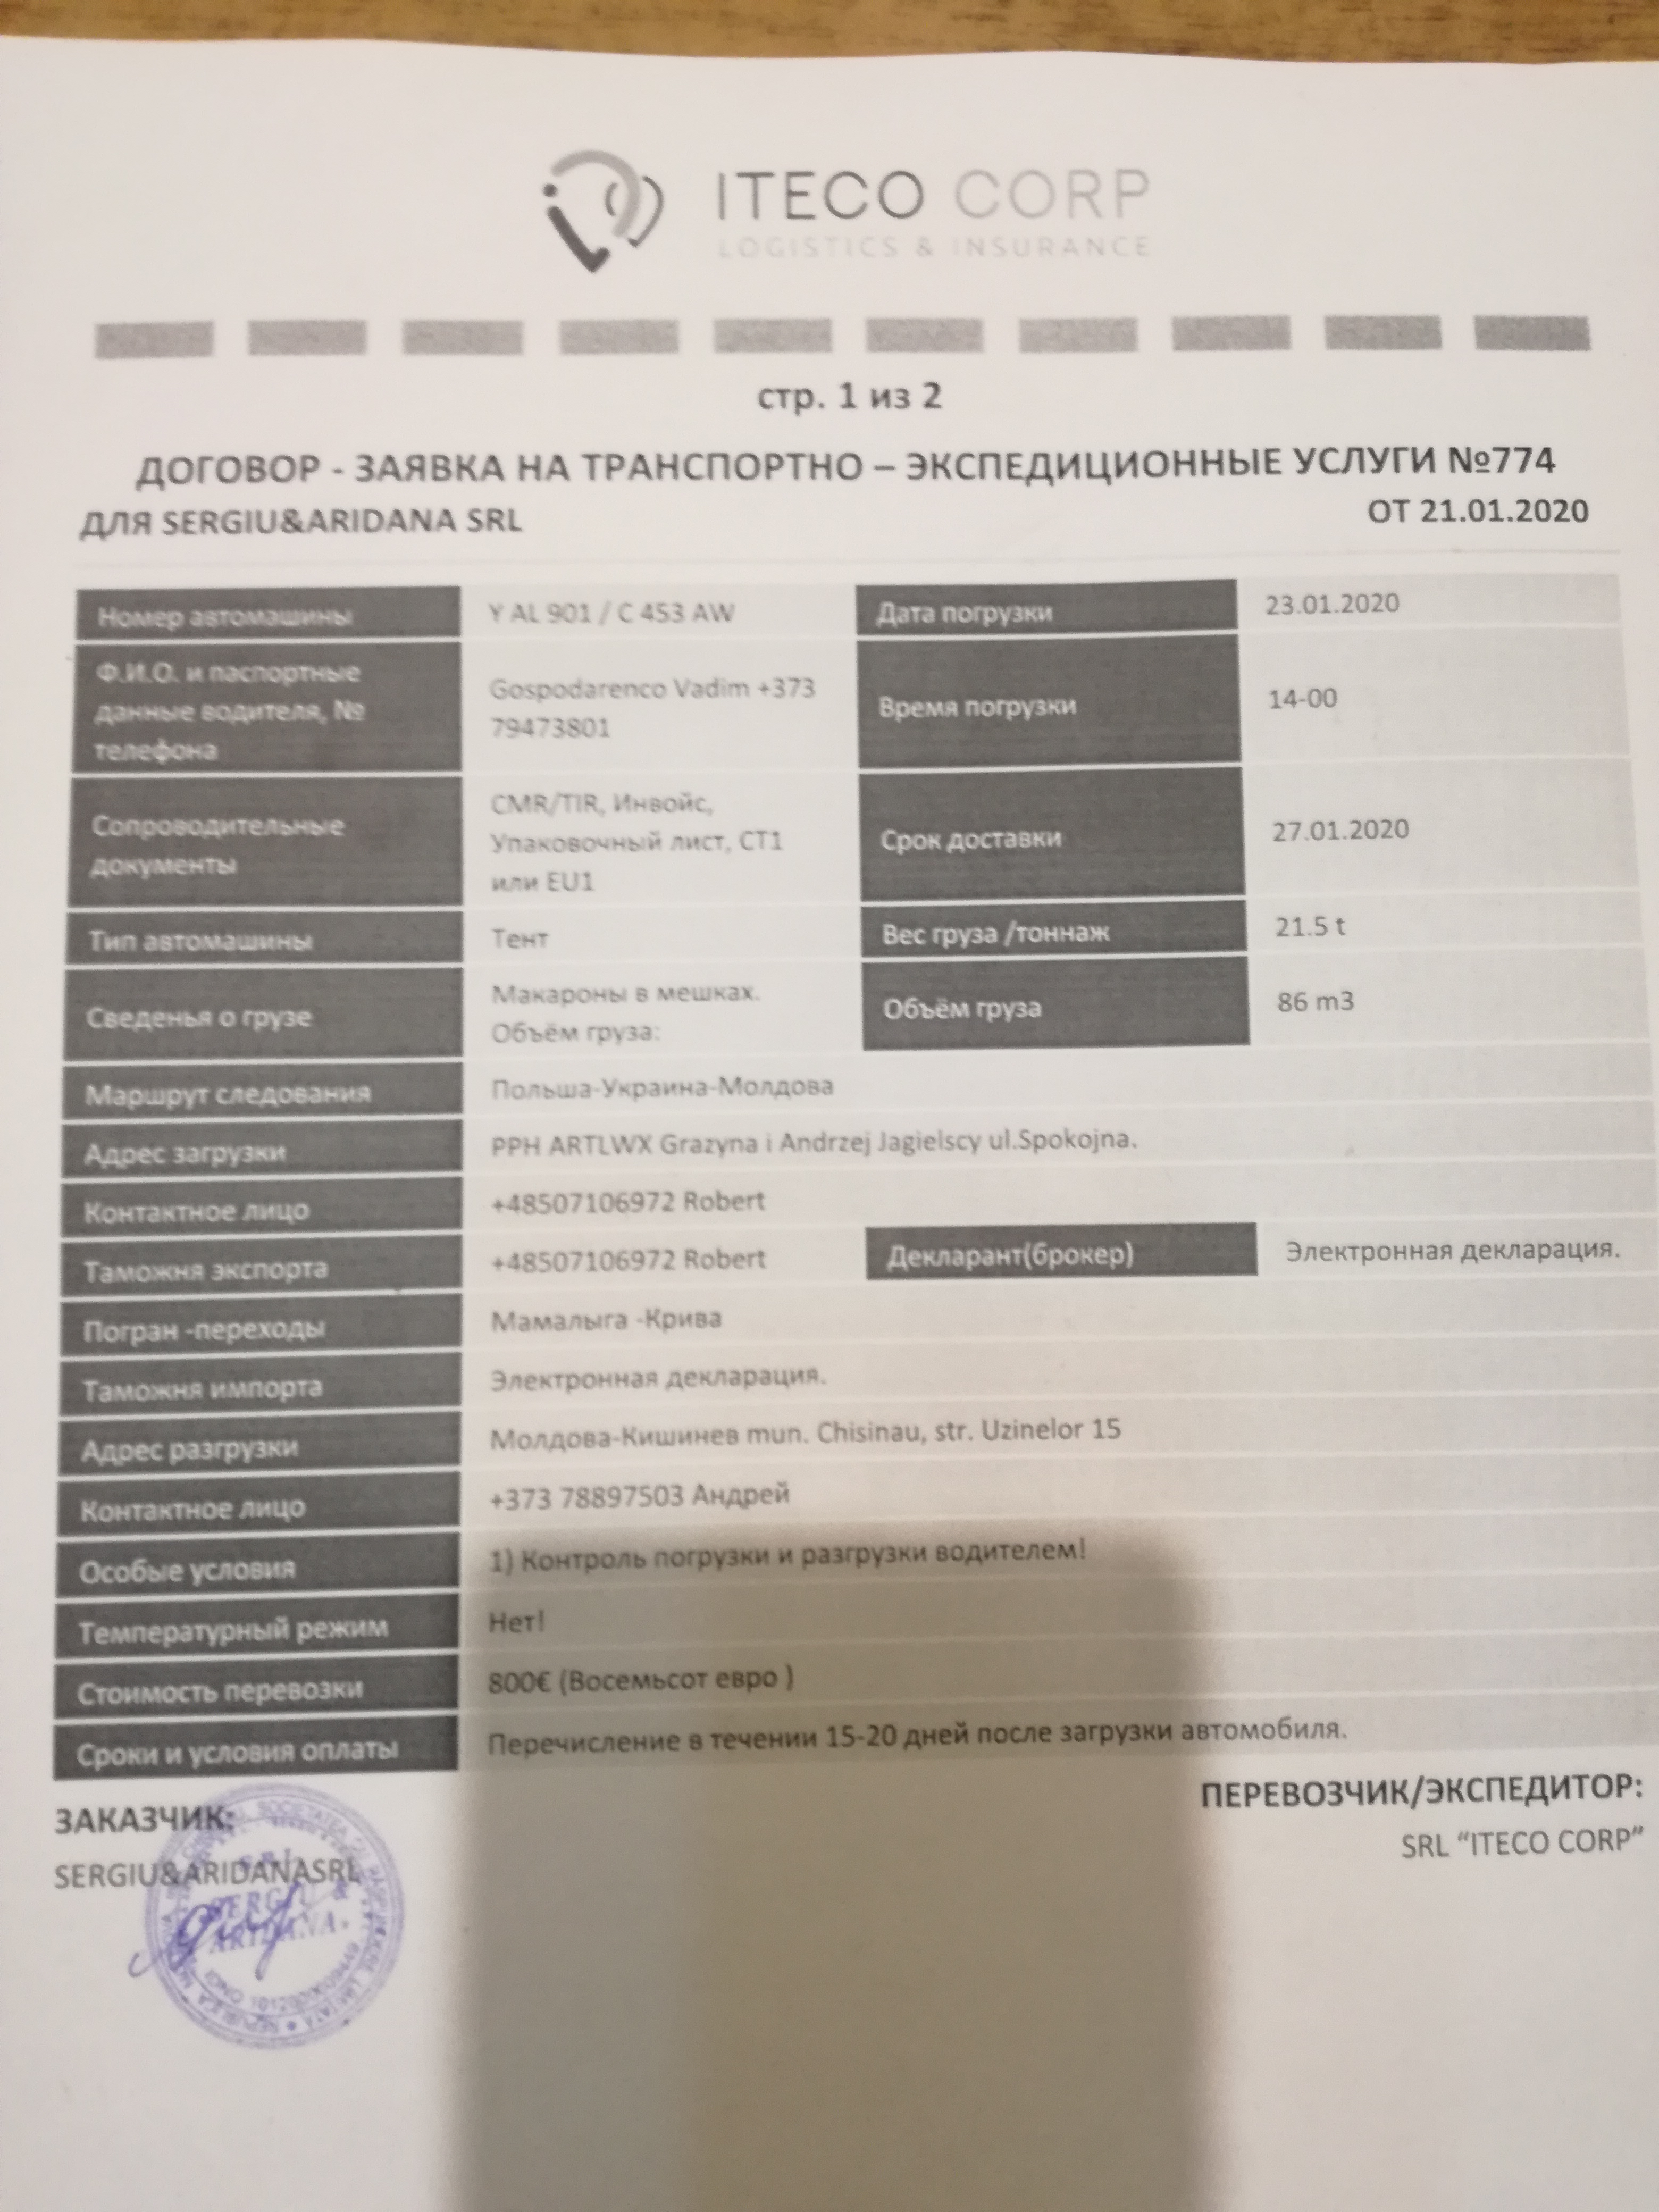 ITECO CORP
LOGISTICS & INSURANCE
стр. 1 из 2
ДОГОВОР - ЗАЯВКА НА ТРАНСПОРТНО – ЭКСПЕДИЦИОННЫЕ УСЛУГИ №774
ДЛЯ SERGIU&ARIDANA SRL
ОТ 21.01.2020
Номер автомашины
Y AL 901 / C 453 AW
Дата погрузки
23.01.2020
Ф.И.О. и паспортные
данные водителя, №
телефона
Gospodarenco Vadim +373
79473801
Время погрузки
14-00
Сопроводительные
документы
CMR/TIR, Инвойс,
Упаковочный лист, СТ1
или EU1
Срок доставки
27.01.2020
Тип автомашины
Тент
Вес груза /тоннаж
21.5 t
Сведенья о грузе
Макароны в мешках.
Объём груза:
Объём груза
86 m3
Маршрут следования
Польша-Украина-Молдова
Адрес загрузки
PPH ARTLWX Grazyna i Andrzej Jagielscy ul.Spokojna.
Контактное лицо
+48507106972 Robert
Таможня экспорта
+48507106972 Robert
Декларант(брокер)
Электронная декларация.
Погран -переходы
Мамалыга -Крива
Таможня импорта
Электронная декларация.
Адрес разгрузки
Молдова-Кишинев mun. Chisinau, str. Uzinelor 15
Контактное лицо
+373 78897503 Андрей
Особые условия
1) Контроль погрузки и разгрузки водителем!
Температурный режим
Нет!
Стоимость перевозки
800€ (Восемьсот евро )
Сроки и условия оплаты
Перечисление в течении 15-20 дней после загрузки автомобиля.
ЗАКАЗЧИК:
SERGIU&ARIDANASRL
ПЕРЕВОЗЧИК/ЭКСПЕДИТОР:
SRL “ITECO CORP”
SERGIU
ARIDANA